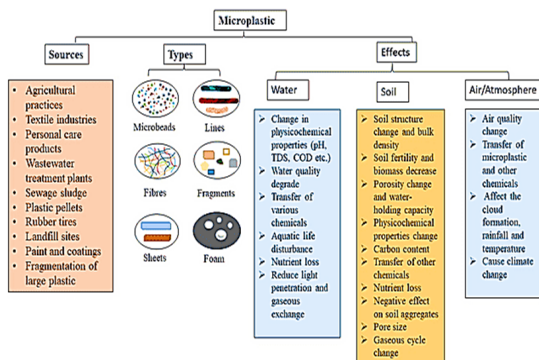 Microplastic
Sources
Types
Effects
Agricultural
practices
Textile industries
Personal care
products
Wastewater
treatment plants
Sewage sludge
Plastic pellets
Rubber tires
Landfill sites
Paint and coatings
Fragmentation of
large plastic
Microbeads
Lines
Fibres
Fragments
Sheets
Foam
Water
Change in
physicochemical
properties (pH,
TDS, COD etc.)
Water quality
degrade
Transfer of
various
chemicals
Aquatic life
disturbance
Nutrient loss
Reduce light
penetration and
gaseous
exchange
Soil
Soil structure
change and bulk
density
Soil fertility and
biomass decrease
Porosity change
and water-
holding capacity
Physicochemical
properties change
Carbon content
Transfer of other
chemicals
Nutrient loss
Negative effect
on soil aggregates
Pore size
Gaseous cycle
change
Air/Atmosphere
Air quality
change
Transfer of
microplastic
and other
chemicals
Affect the
cloud
formation,
rainfall and
temperature
Cause climate
change